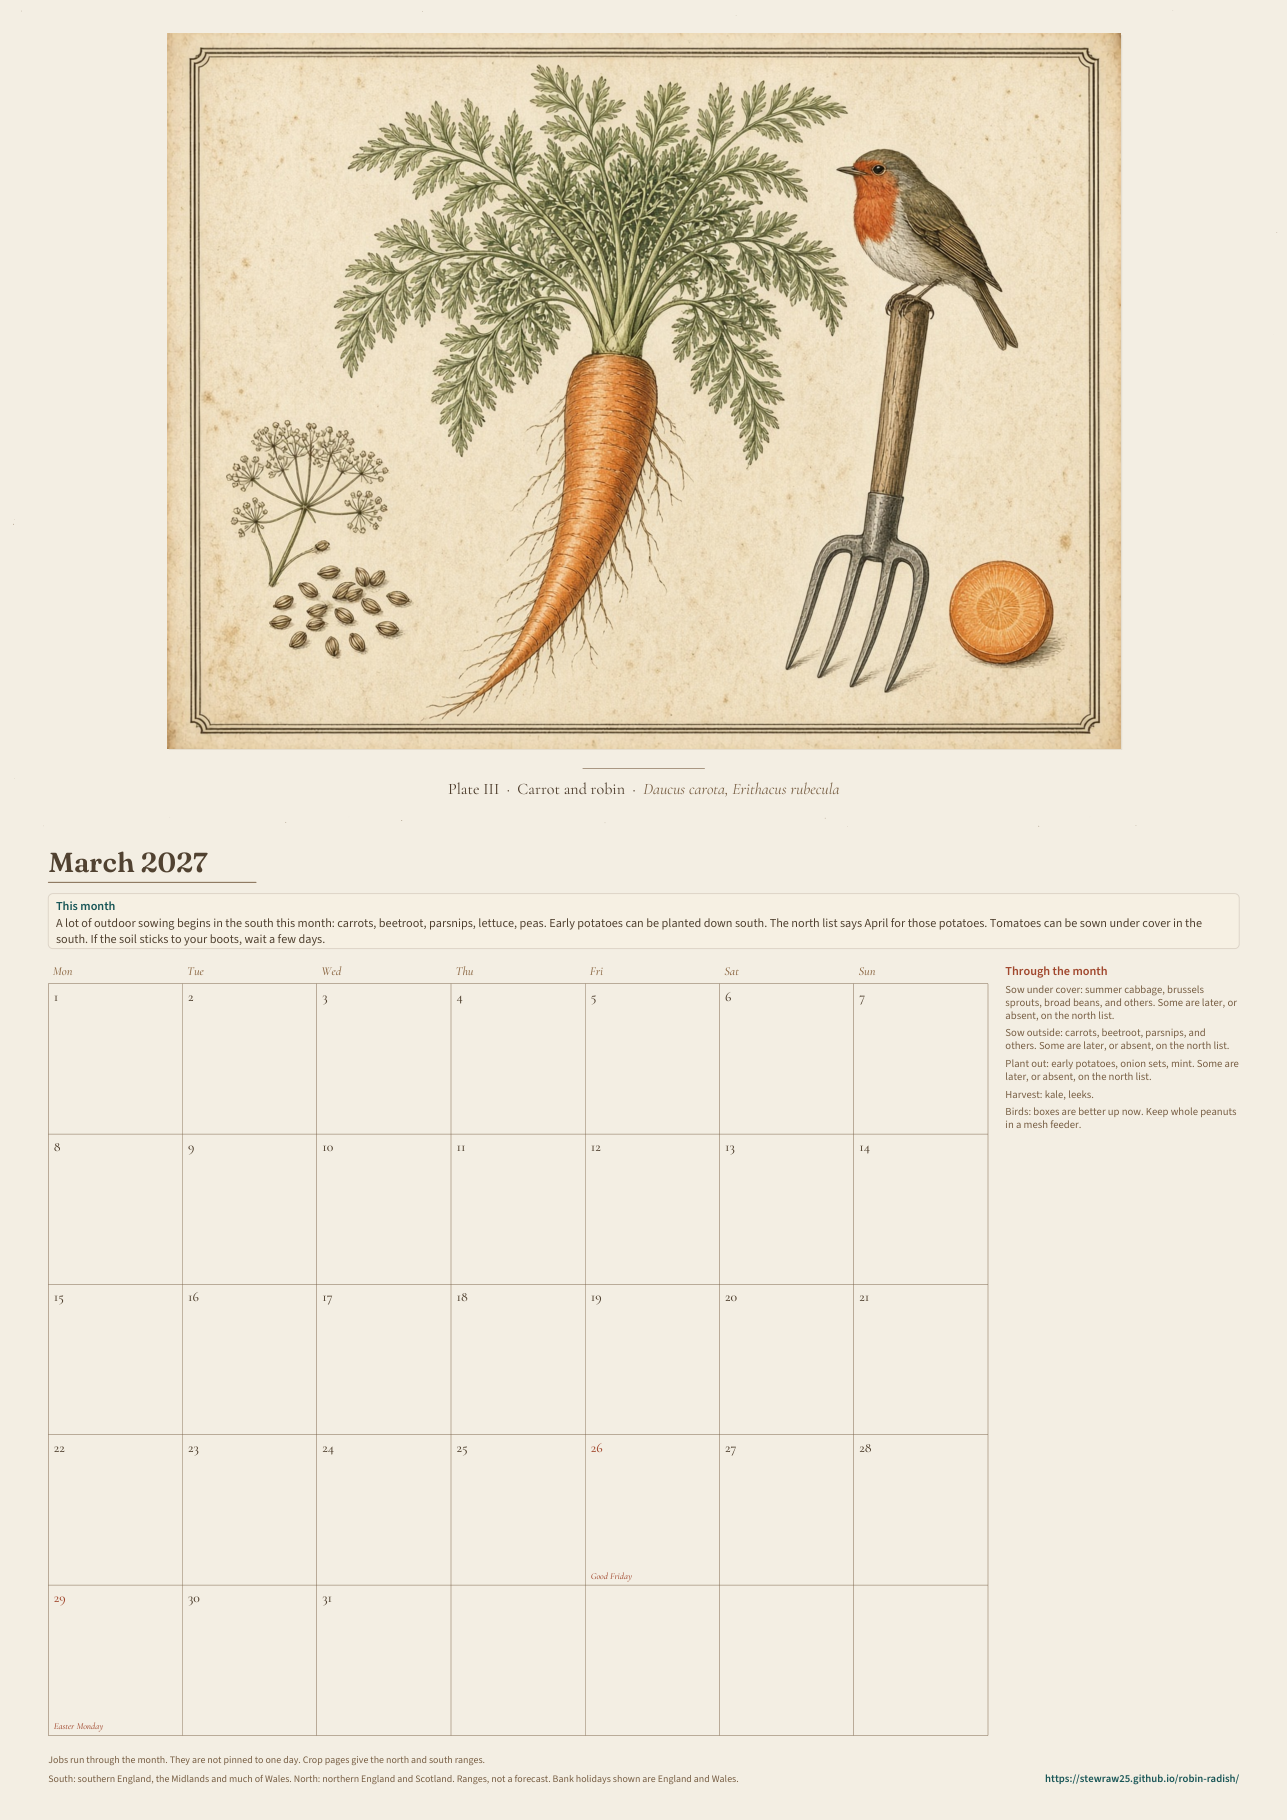 Plate III · Carrot and robin · Daucus carota, Erithacus rubecula
March 2027
This month
A lot of outdoor sowing begins in the south this month: carrots, beetroot, parsnips, lettuce, peas. Early potatoes can be planted down south. The north list says April for those potatoes. Tomatoes can be sown under cover in the
south. If the soil sticks to your boots, wait a few days.
Mon Tue Wed Thu Fri Sat Sun
1 2 3 4 5 6 7
8 9 10 11 12 13 14
15 16 17 18 19 20 21
22 23 24 25 26 27 28
Good Friday
29 30 31
Easter Monday
Through the month
Sow under cover: summer cabbage, brussels
sprouts, broad beans, and others. Some are later, or
absent, on the north list.
Sow outside: carrots, beetroot, parsnips, and
others. Some are later, or absent, on the north list.
Plant out: early potatoes, onion sets, mint. Some are
later, or absent, on the north list.
Harvest: kale, leeks.
Birds: boxes are better up now. Keep whole peanuts
in a mesh feeder.
Jobs run through the month. They are not pinned to one day. Crop pages give the north and south ranges.
South: southern England, the Midlands and much of Wales. North: northern England and Scotland. Ranges, not a forecast. Bank holidays shown are England and Wales.
https://stewraw25.github.io/robin-radish/